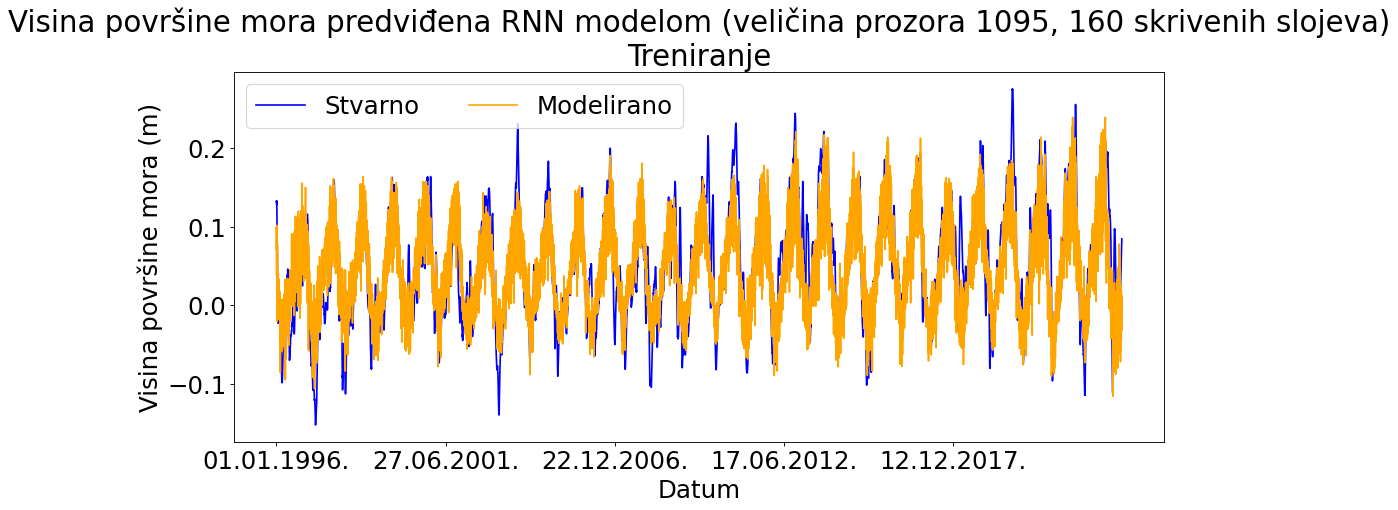 Visina površine mora predviđena RNN modelom (veličina prozora 1095, 160 skrivenih slojeva)
Treniranje
Stvarno Modelirano
Visina površine mora (m)
0.2
0.1
0.0
−0.1
01.01.1996. 27.06.2001. 22.12.2006. 17.06.2012. 12.12.2017.
Datum